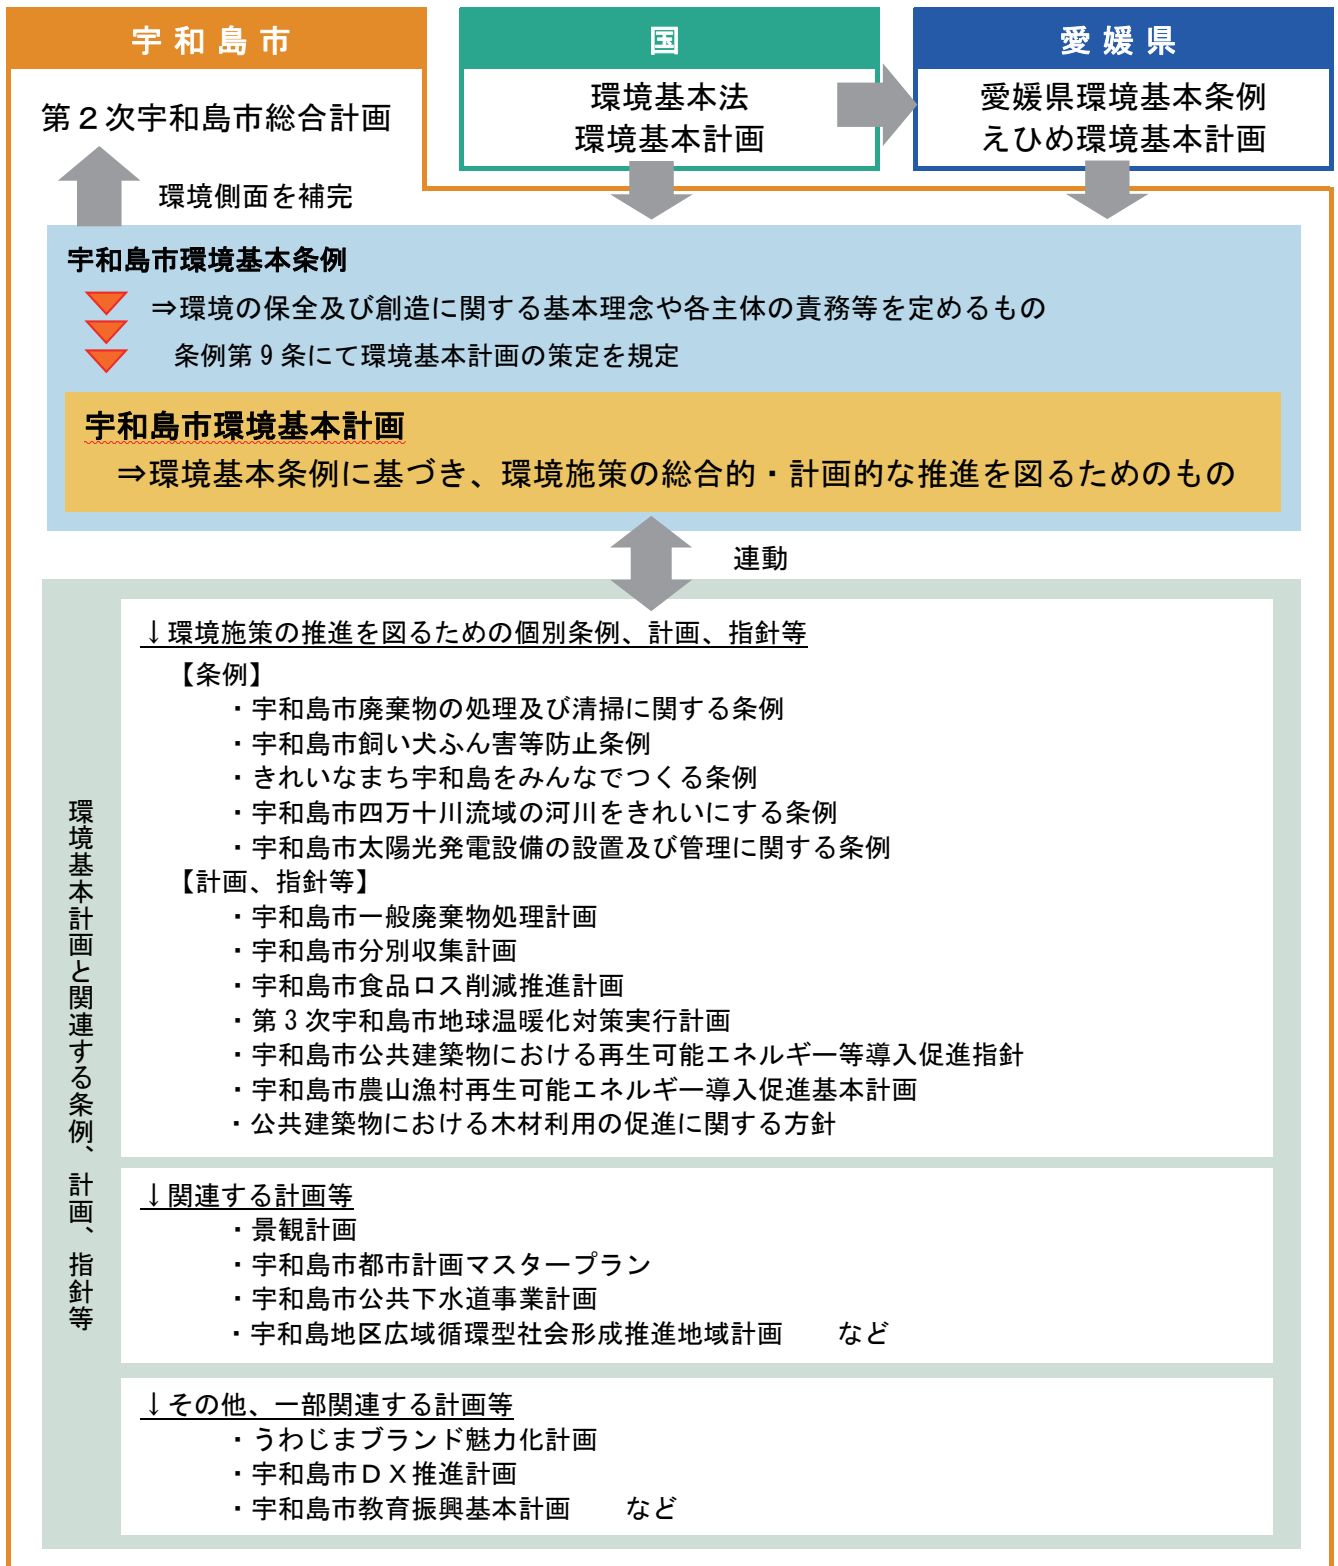 宇和島市
第２次宇和島市総合計画
国
環境基本法
環境基本計画
愛媛県
愛媛県環境基本条例
えひめ環境基本計画
環境側面を補完
宇和島市環境基本条例
⇒環境の保全及び創造に関する基本理念や各主体の責務等を定めるもの
条例第9条にて環境基本計画の策定を規定
宇和島市環境基本計画
⇒環境基本条例に基づき、環境施策の総合的・計画的な推進を図るためのもの
連動
環境基本計画と関連する条例、計画、指針等
↓環境施策の推進を図るための個別条例、計画、指針等
【条例】
・宇和島市廃棄物の処理及び清掃に関する条例
・宇和島市飼い犬ふん害等防止条例
・きれいなまち宇和島をみんなでつくる条例
・宇和島市四万十川流域の河川をきれいにする条例
・宇和島市太陽光発電設備の設置及び管理に関する条例
【計画、指針等】
・宇和島市一般廃棄物処理計画
・宇和島市分別収集計画
・宇和島市食品ロス削減推進計画
・第3次宇和島市地球温暖化対策実行計画
・宇和島市公共建築物における再生可能エネルギー等導入促進指針
・宇和島市農山漁村再生可能エネルギー導入促進基本計画
・公共建築物における木材利用の促進に関する方針
↓関連する計画等
・景観計画
・宇和島市都市計画マスタープラン
・宇和島市公共下水道事業計画
・宇和島地区広域循環型社会形成推進地域計画　　など
↓その他、一部関連する計画等
・うわじまブランド魅力化計画
・宇和島市ＤＸ推進計画
・宇和島市教育振興基本計画　　など